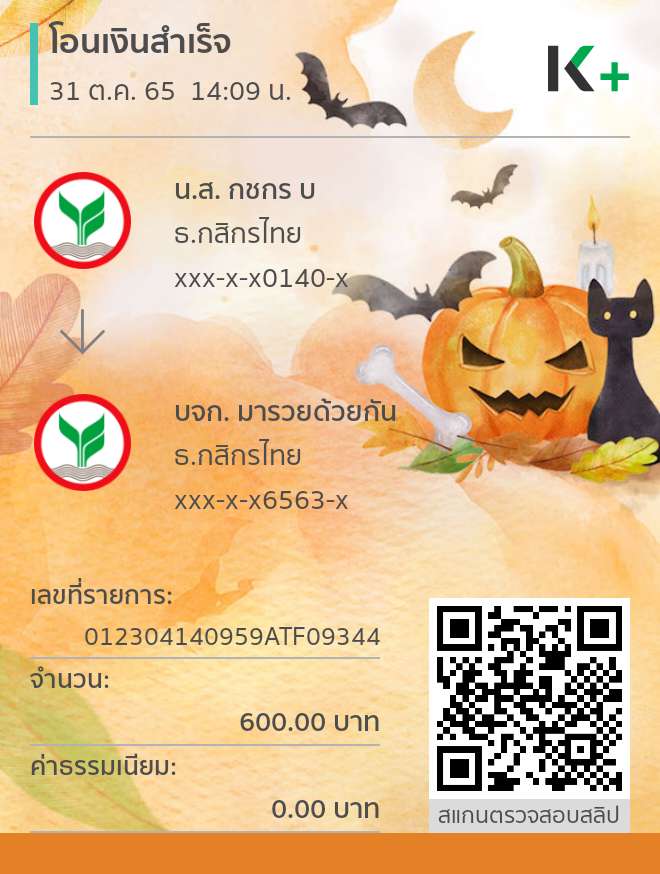 โอนเงินสำเร็จ
31 ต.ค. 65 14:09 น.
K+
น.ส. กชกร บ
ธ.กสิกรไทย
xxx-x-x0140-x
บจก. มารวยด้วยกัน
ธ.กสิกรไทย
xxx-x-x6563-x
เลขที่รายการ:
012304140959ATF09344
จำนวน:
600.00 บาท
ค่าธรรมเนียม:
0.00 บาท
สแกนตรวจสอบสลิป